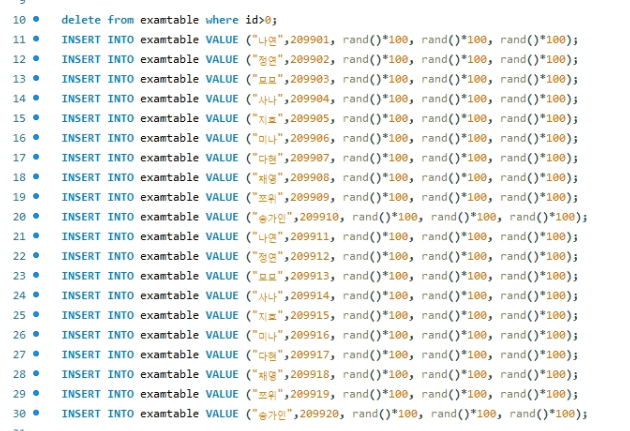 10 delete from examtable where id>0;
11 INSERT INTO examtable VALUE ("나연",209901, rand()*100, rand()*100, rand()*100);
12 INSERT INTO examtable VALUE ("정연",209902, rand()*100, rand()*100, rand()*100);
13 INSERT INTO examtable VALUE ("모모",209903, rand()*100, rand()*100, rand()*100);
14 INSERT INTO examtable VALUE ("사나",209904, rand()*100, rand()*100, rand()*100);
15 INSERT INTO examtable VALUE ("지효",209905, rand()*100, rand()*100, rand()*100);
16 INSERT INTO examtable VALUE ("미나",209906, rand()*100, rand()*100, rand()*100);
17 INSERT INTO examtable VALUE ("다현",209907, rand()*100, rand()*100, rand()*100);
18 INSERT INTO examtable VALUE ("채영",209908, rand()*100, rand()*100, rand()*100);
19 INSERT INTO examtable VALUE ("쯔위",209909, rand()*100, rand()*100, rand()*100);
20 INSERT INTO examtable VALUE ("송가인",209910, rand()*100, rand()*100, rand()*100);
21 INSERT INTO examtable VALUE ("나연",209911, rand()*100, rand()*100, rand()*100);
22 INSERT INTO examtable VALUE ("정연",209912, rand()*100, rand()*100, rand()*100);
23 INSERT INTO examtable VALUE ("모모",209913, rand()*100, rand()*100, rand()*100);
24 INSERT INTO examtable VALUE ("사나",209914, rand()*100, rand()*100, rand()*100);
25 INSERT INTO examtable VALUE ("지효",209915, rand()*100, rand()*100, rand()*100);
26 INSERT INTO examtable VALUE ("미나",209916, rand()*100, rand()*100, rand()*100);
27 INSERT INTO examtable VALUE ("다현",209917, rand()*100, rand()*100, rand()*100);
28 INSERT INTO examtable VALUE ("채영",209918, rand()*100, rand()*100, rand()*100);
29 INSERT INTO examtable VALUE ("쯔위",209919, rand()*100, rand()*100, rand()*100);
30 INSERT INTO examtable VALUE ("송가인",209920, rand()*100, rand()*100, rand()*100);